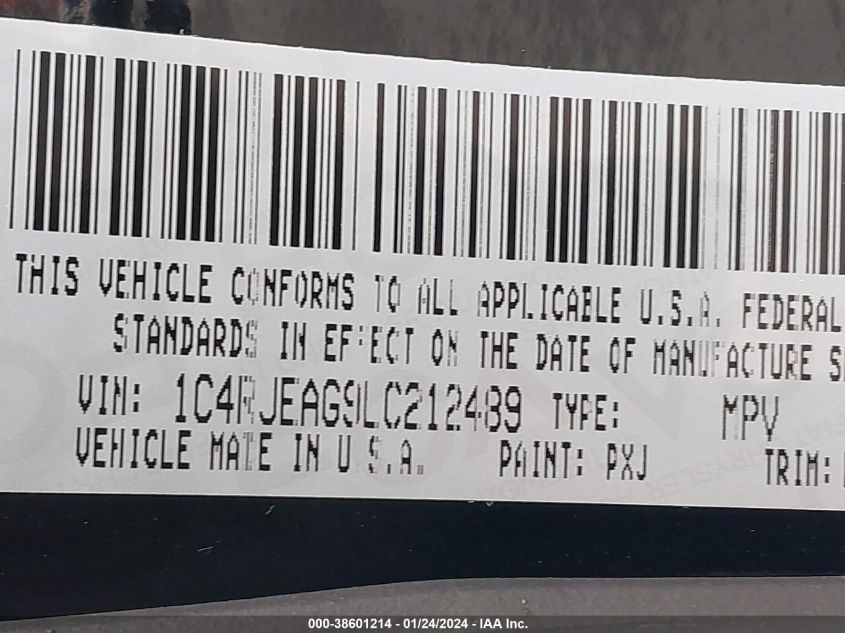 THIS VEHICLE CONFORMS TO ALL APPLICABLE U.S.A. FEDERAL
STANDARDS IN EFFECT ON THE DATE OF MANUFACTURE
VIN: 1C4RJEAG9LC212489 TYPE: MPV
VEHICLE MADE IN U.S.A. PAINT: PXJ TRIM:
000-38601214 - 01/24/2024 - IAA Inc.